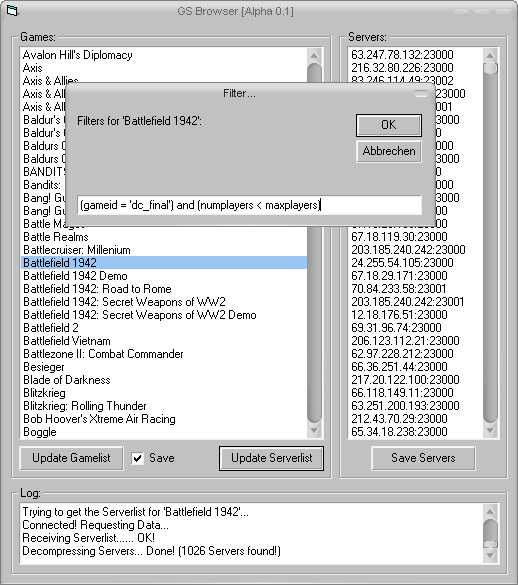 GS Browser [Alpha 0.1]
Games:
Avalon Hill's Diplomacy
Axis
Axis & Allies
Axis & Al
Axis & Al
Baldur's G
Baldurs G
Baldurs G
BANDITS
Bandits:
Bang! Gu
Bang! Gu
Battle Mages
Battle Realms
Battlecruiser: Millenium
Battlefield 1942
Battlefield 1942 Demo
Battlefield 1942: Road to Rome
Battlefield 1942: Secret Weapons of WW2
Battlefield 1942: Secret Weapons of WW2 Demo
Battlefield 2
Battlefield Vietnam
Battlezone II: Combat Commander
Besieger
Blade of Darkness
Blitzkrieg
Blitzkrieg: Rolling Thunder
Bob Hoover's Xtreme Air Racing
Boggle
Update Gamelist
Save
Update Serverlist
Filter...
Filters for 'Battlefield 1942':
OK
Abbrechen
(gameid = 'dc_final') and (numplayers < maxplayers)
Servers:
63.247.78.132:23000
216.32.80.226:23000
83.246.114.49:23002
23000
001
23000
23000
3000
000
23000
67.18.119.30:23000
203.185.240.242:23000
24.255.54.105:23000
67.18.29.171:23000
70.84.233.58:23001
203.185.240.242:23001
12.18.176.51:23000
69.31.96.74:23000
206.123.112.21:23000
62.97.228.212:23000
66.36.251.44:23000
217.20.122.100:23000
66.118.149.11:23000
63.251.200.193:23000
212.43.70.29:23000
65.34.18.238:23000
Save Servers
Log:
Trying to get the Serverlist for 'Battlefield 1942'...
Connected! Requesting Data...
Receiving Serverlist...... OK!
Decompressing Servers... Done! (1026 Servers found!)